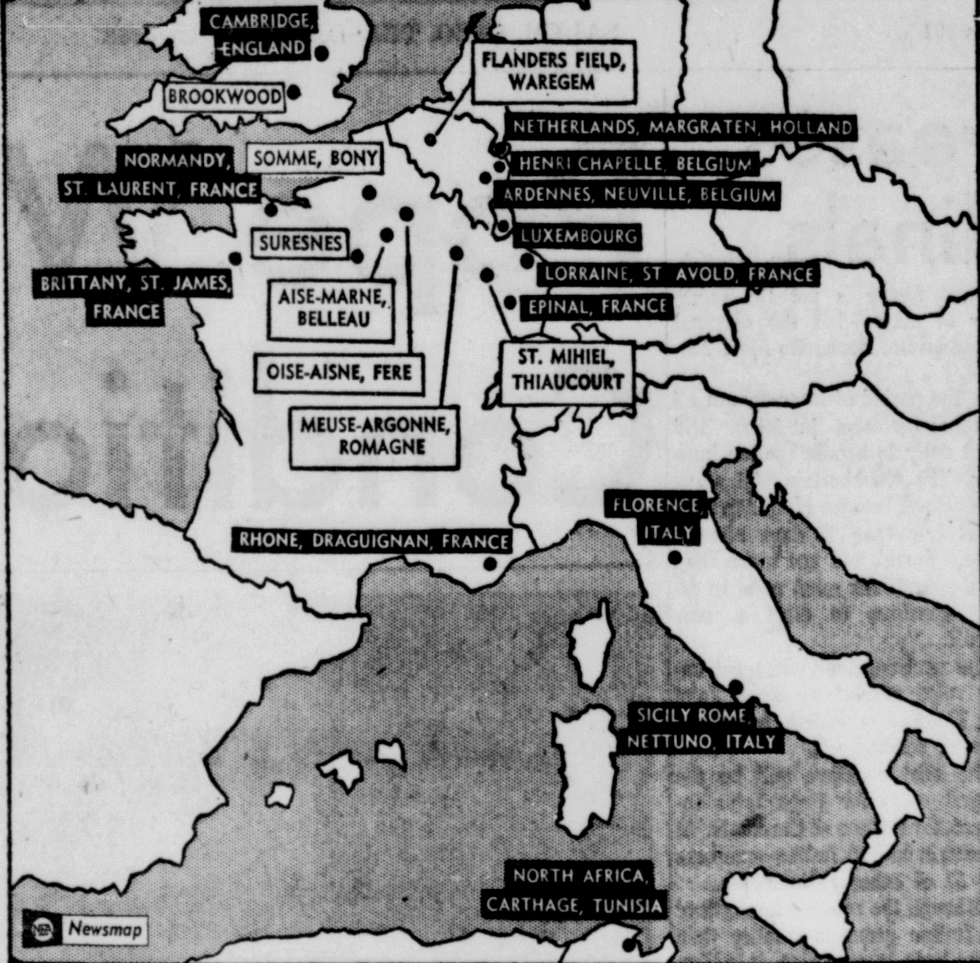 CAMBRIDGE,
ENGLAND
FLANDERS FIELD,
WAREGEM
BROOKWOOD
NETHERLANDS, MARGRATEN, HOLLAND
NORMANDY,
ST. LAURENT, FRANCE
SOMME, BONY
HENRI CHAPELLE, BELGIUM
ARDENNES, NEUVILLE, BELGIUM
SURESNES
LUXEMBOURG
BRITTANY, ST. JAMES,
FRANCE
LORRAINE, ST AVOLD, FRANCE
AISE-MARNE,
BELLEAU
EPINAL, FRANCE
OISE-AISNE, FERE
ST. MIHIEL,
THIAUCOURT
MEUSE-ARGONNE,
ROMAGNE
FLORENCE,
ITALY
RHONE, DRAGUIGNAN, FRANCE
SICILY ROME,
NETTUNO, ITALY
NORTH AFRICA,
CARTHAGE, TUNISIA
NEA Newsmap